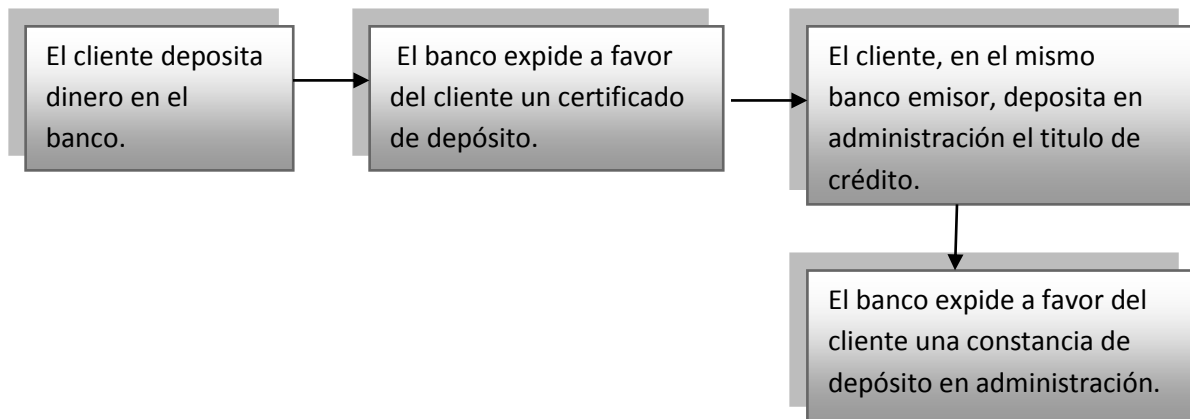 El cliente deposita
dinero en el
banco.
El banco expide a favor
del cliente un certificado
de depósito.
El cliente, en el mismo
banco emisor, deposita en
administración el titulo de
crédito.
El banco expide a favor del
cliente una constancia de
depósito en administración.